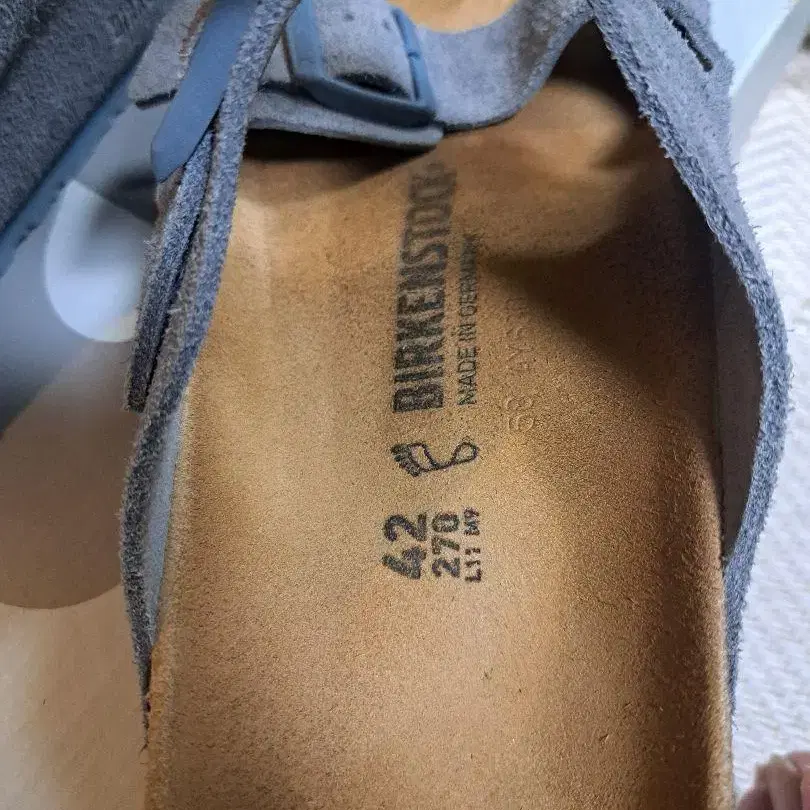 BIRKENSTOCK
MADE IN GERMANY
42
270
L11 M9